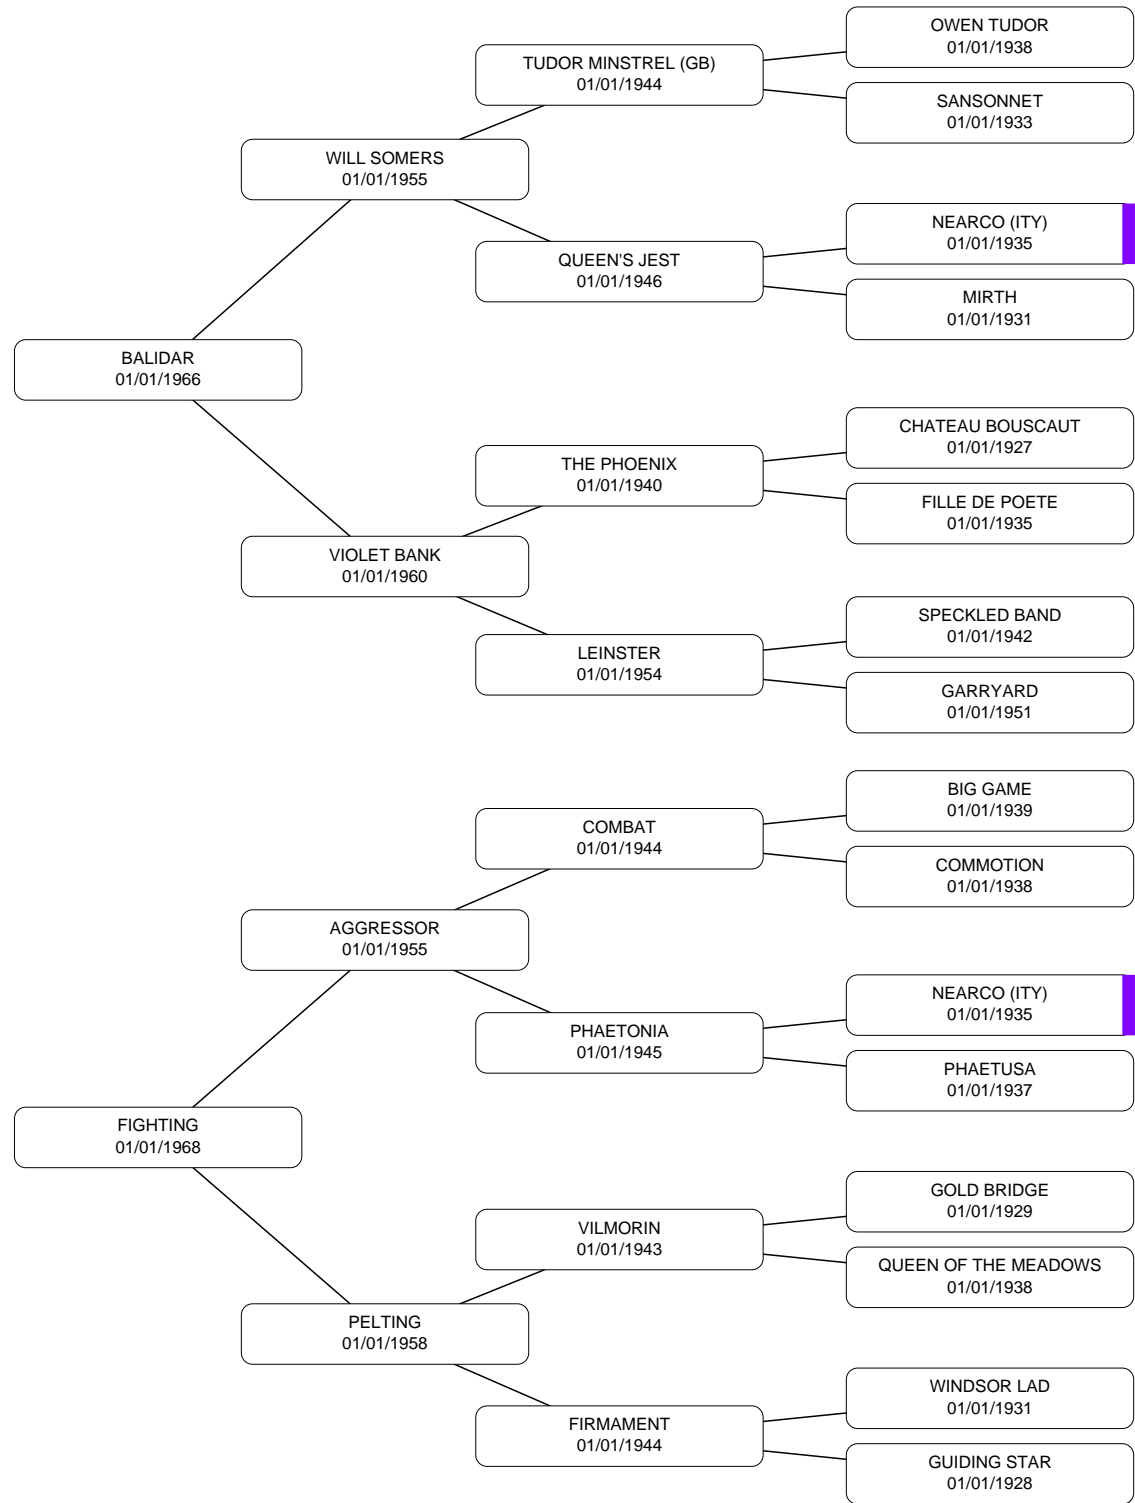 OWEN TUDOR
01/01/1938
TUDOR MINSTREL (GB)
01/01/1944
SANSONNET
01/01/1933
WILL SOMERS
01/01/1955
NEARCO (ITY)
01/01/1935
QUEEN'S JEST
01/01/1946
MIRTH
01/01/1931
BALIDAR
01/01/1966
CHATEAU BOUSCAUT
01/01/1927
THE PHOENIX
01/01/1940
FILLE DE POETE
01/01/1935
VIOLET BANK
01/01/1960
SPECKLED BAND
01/01/1942
LEINSTER
01/01/1954
GARRYARD
01/01/1951
BIG GAME
01/01/1939
COMBAT
01/01/1944
COMMOTION
01/01/1938
AGGRESSOR
01/01/1955
NEARCO (ITY)
01/01/1935
PHAETONIA
01/01/1945
PHAETUSA
01/01/1937
FIGHTING
01/01/1968
GOLD BRIDGE
01/01/1929
VILMORIN
01/01/1943
QUEEN OF THE MEADOWS
01/01/1938
PELTING
01/01/1958
WINDSOR LAD
01/01/1931
FIRMAMENT
01/01/1944
GUIDING STAR
01/01/1928